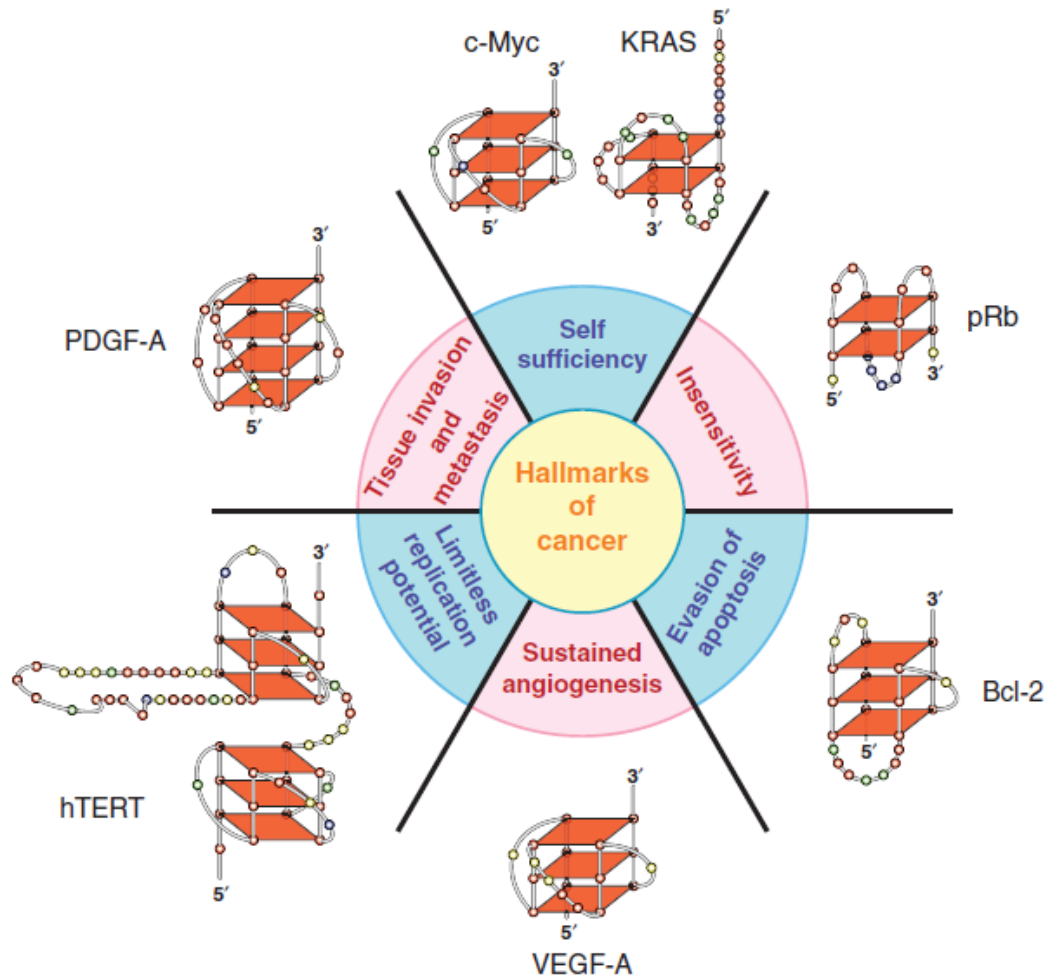 c-Myc
KRAS
5′
3′
5′
3′
PDGF-A
3′
5′
pRb
5′
3′
Self
sufficiency
Insensitivity
Evasion of
apoptosis
Sustained
angiogenesis
Limitless
replication
potential
Tissue invasion
and
metastasis
Hallmarks
of
cancer
hTERT
3′
5′
Bcl-2
3′
5′
3′
5′
VEGF-A